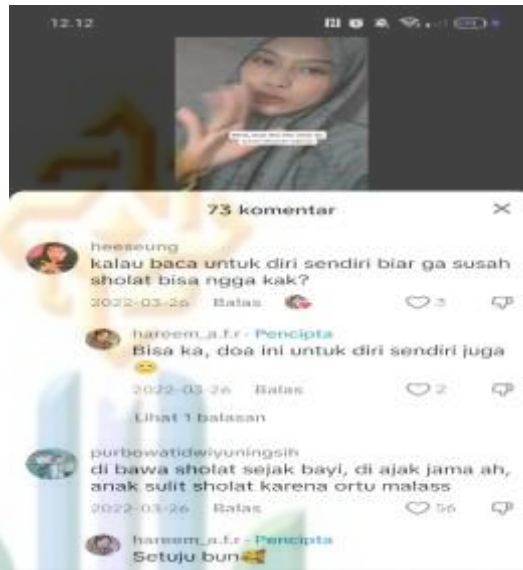 12.12
73 komentar
heeseung
kalau baca untuk diri sendiri biar ga susah
sholat bisa ngga kak?
2022-03-26 Balas 3
hareem_a.f.r · Pencipta
Bisa ka, doa ini untuk diri sendiri juga
2022-03-26 Balas 2
Lihat 1 balasan
purbowatidwiyuningsih
di bawa sholat sejak bayi, di ajak jama ah,
anak sulit sholat karena ortu malass
2022-03-26 Balas 56
hareem_a.f.r · Pencipta
Setuju bun